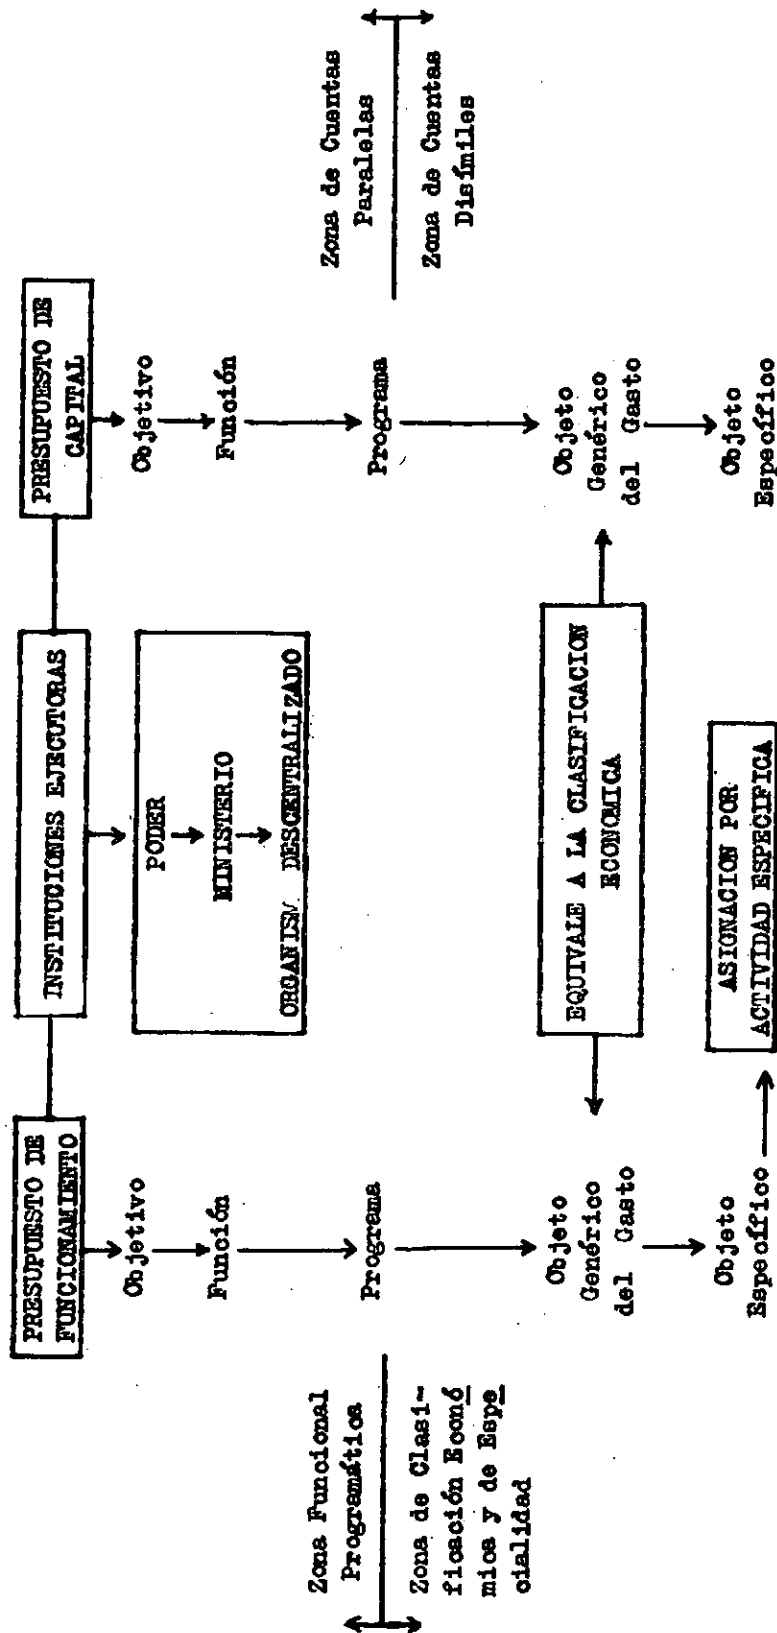 PRESUPUESTO DE
FUNCIONAMIENTO
INSTITUCIONES EJECUTORAS
PRESUPUESTO DE
CAPITAL
Objetivo
Función
Programa
Objeto
Genérico
del Gasto
Objeto
Específico
PODER
MINISTERIO
ORGANISM. DESCENTRALIZADO
Objetivo
Función
Programa
Objeto
Genérico
del Gasto
Objeto
Específico
EQUIVALE A LA CLASIFICACION
ECONOMICA
ASIGNACION POR
ACTIVIDAD ESPECIFICA
Zona Funcional
Programática
Zona de Clasi-
ficación Econó
mica y de Espe
cialidad
Zona de Cuentas
Paralelas
Zona de Cuentas
Disímiles